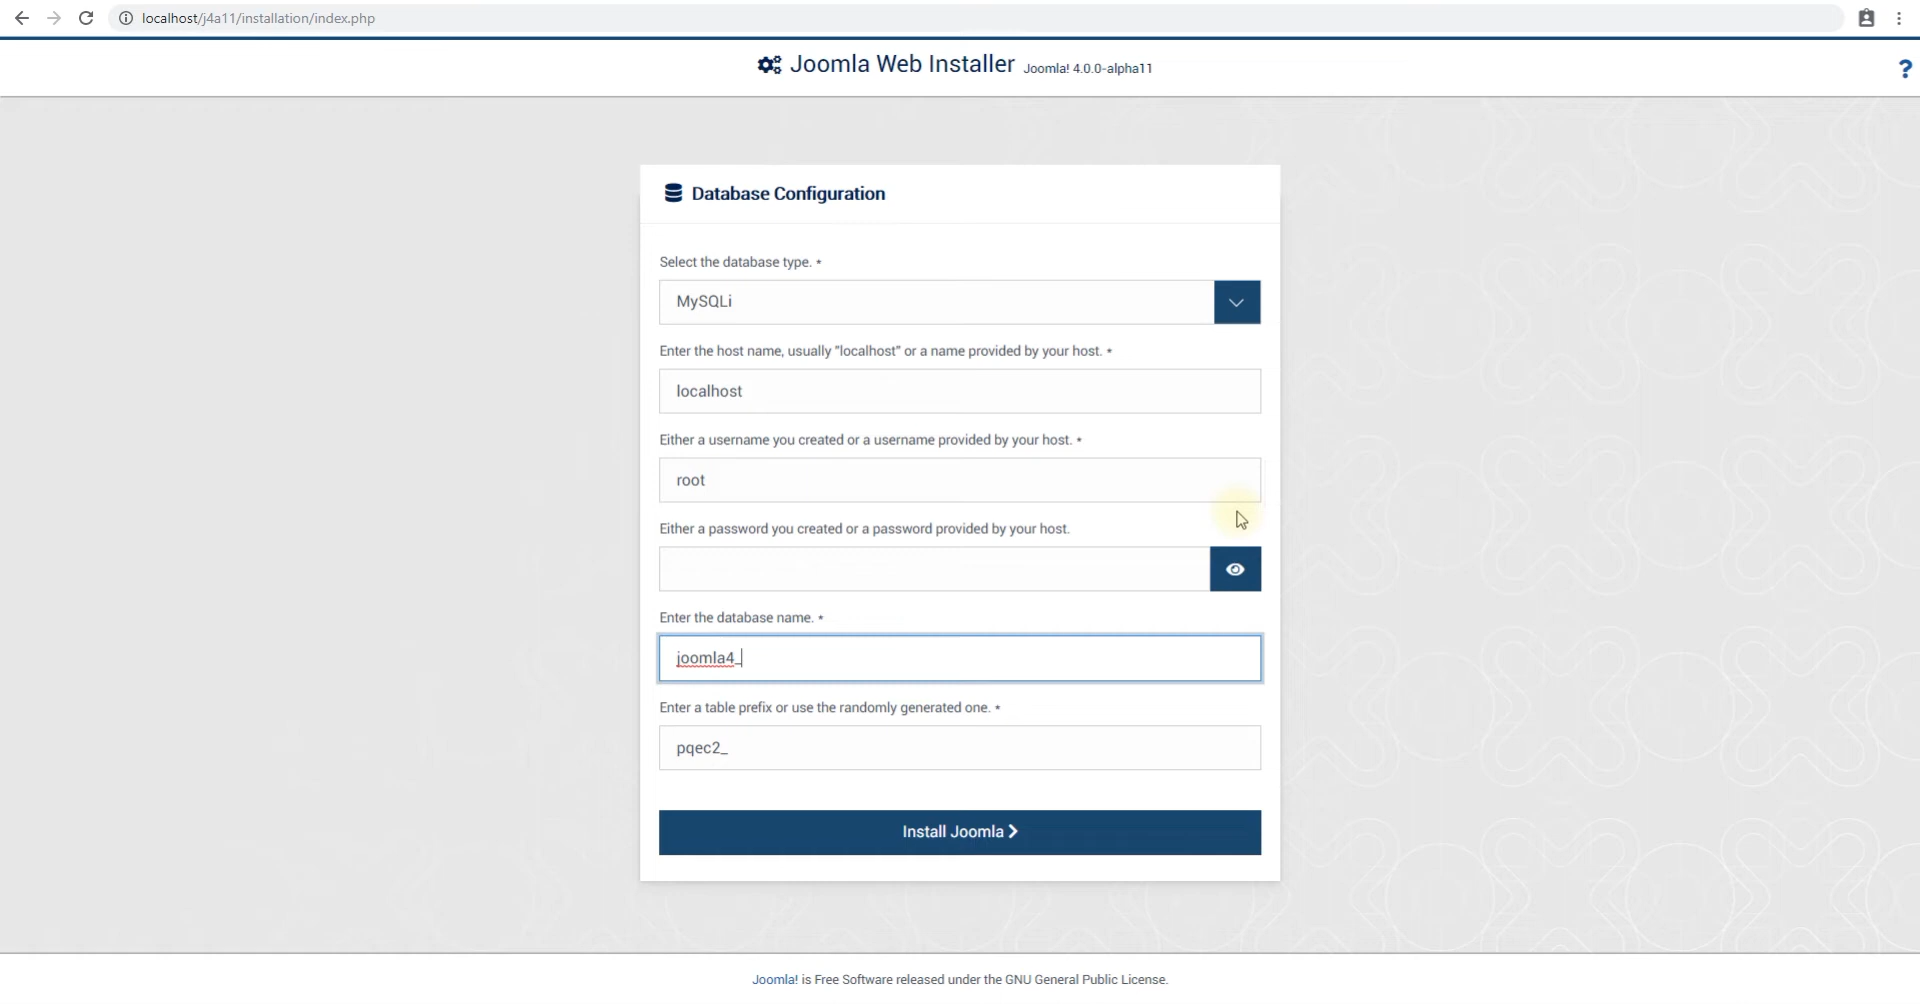 localhost/j4a11/installation/index.php
Joomla Web Installer Joomla! 4.0.0-alpha11
?
Database Configuration
Select the database type. *
MySQLi
Enter the host name, usually "localhost" or a name provided by your host. *
localhost
Either a username you created or a username provided by your host. *
root
Either a password you created or a password provided by your host.
Enter the database name. *
joomla4_
Enter a table prefix or use the randomly generated one. *
pqec2_
Install Joomla
Joomla! is Free Software released under the GNU General Public License.